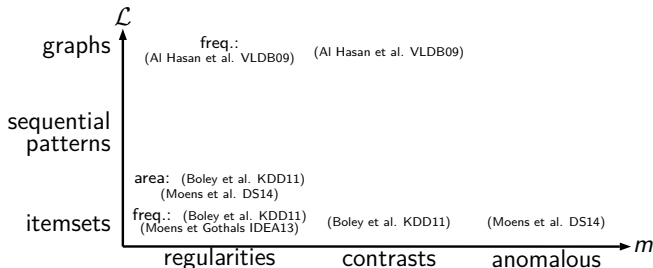 ℒ
graphs
freq.:
(Al Hasan et al. VLDB09)
(Al Hasan et al. VLDB09)
sequential
patterns
area: (Boley et al. KDD11)
(Moens et al. DS14)
itemsets
freq.: (Boley et al. KDD11)
(Moens et Gothals IDEA13)
(Boley et al. KDD11)
(Moens et al. DS14)
m
regularities
contrasts
anomalous